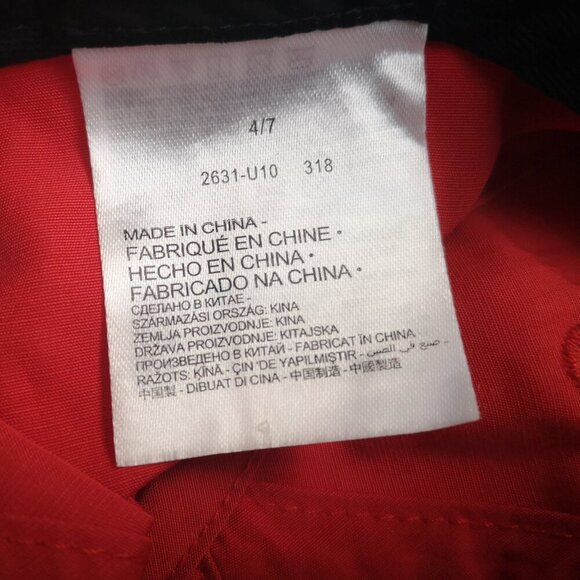 4/7
2631-U10 318
MADE IN CHINA -
FABRIQUÉ EN CHINE •
HECHO EN CHINA •
FABRICADO NA CHINA •
СДЕЛАНО В КИТАЕ -
SZÁRMAZÁSI ORSZÁG: KÍNA
ZEMLJA PROIZVODNJE: KINA
DRŽAVA PROIZVODNJE: KITAJSKA
ПРОИЗВЕДЕНО В КИТАЙ - FABRICAT ÎN CHINA
RAŽOTS: ĶĪNĀ - ÇIN 'DE YAPILMIŞTIR - صنع في الصين -
中国製 - DIBUAT DI CINA - 中国制造 - 中國製造